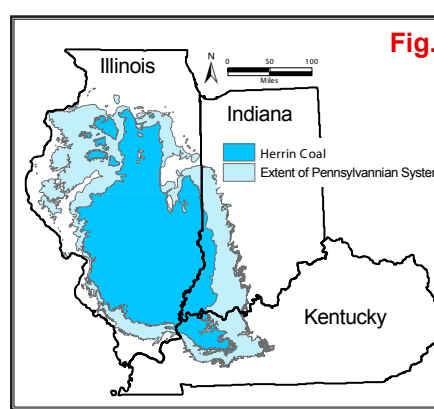 Fig.
Illinois
N
0 50 100
Miles
Indiana
Herrin Coal
Extent of Pennsylvannian System
Kentucky